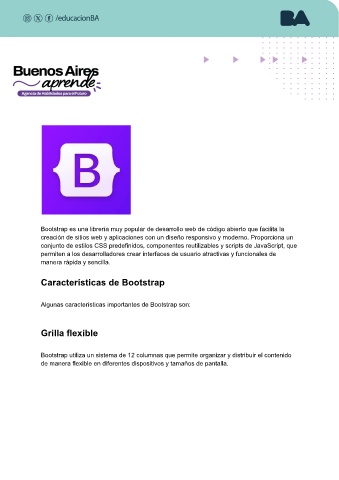 /educacionBA
BA
Buenos Aires
aprende
Agencia de Habilidades para el Futuro
B
Bootstrap es una librería muy popular de desarrollo web de código abierto que facilita la
creación de sitios web y aplicaciones con un diseño responsivo y moderno. Proporciona un
conjunto de estilos CSS predefinidos, componentes reutilizables y scripts de JavaScript, que
permiten a los desarrolladores crear interfaces de usuario atractivas y funcionales de
manera rápida y sencilla.
Características de Bootstrap
Algunas características importantes de Bootstrap son:
Grilla flexible
Bootstrap utiliza un sistema de 12 columnas que permite organizar y distribuir el contenido
de manera flexible en diferentes dispositivos y tamaños de pantalla.